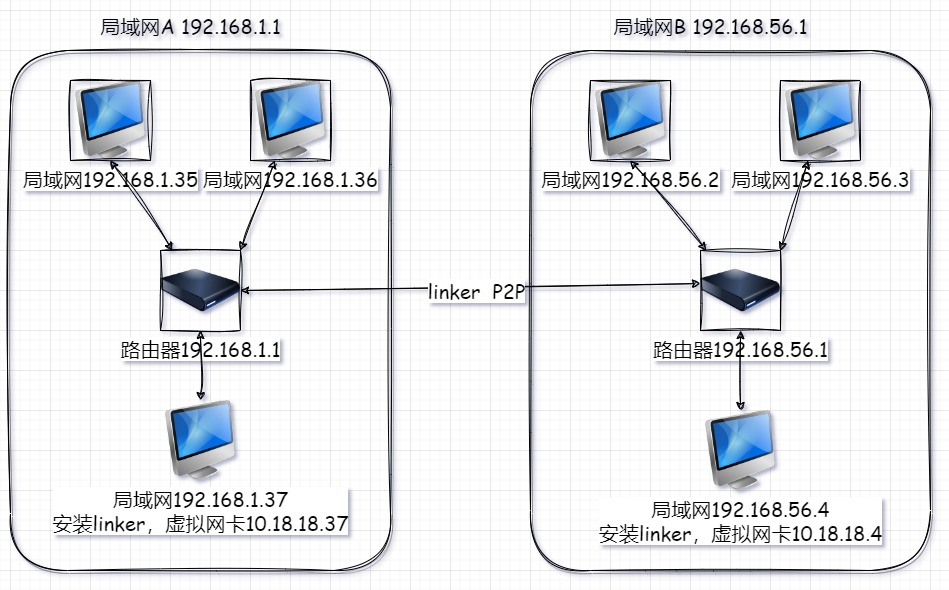 局域网A 192.168.1.1
局域网B 192.168.56.1
局域网192.168.1.35
局域网192.168.1.36
局域网192.168.56.2
局域网192.168.56.3
linker P2P
路由器192.168.1.1
路由器192.168.56.1
局域网192.168.1.37
安装linker，虚拟网卡10.18.18.37
局域网192.168.56.4
安装linker，虚拟网卡10.18.18.4